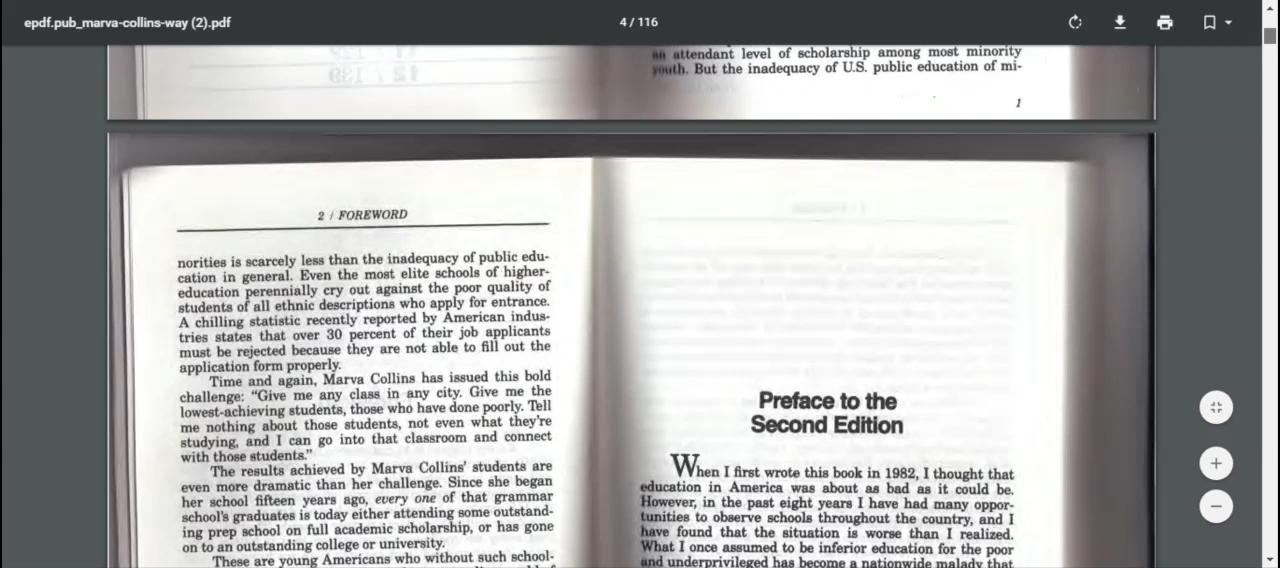 epdf.pub_marva-collins-way (2).pdf
4 / 116
an attendant level of scholarship among most minority
youth. But the inadequacy of U.S. public education of mi-
1
2 / FOREWORD
norities is scarcely less than the inadequacy of public edu-
cation in general. Even the most elite schools of higher-
education perennially cry out against the poor quality of
students of all ethnic descriptions who apply for entrance.
A chilling statistic recently reported by American indus-
tries states that over 30 percent of their job applicants
must be rejected because they are not able to fill out the
application form properly.
Time and again, Marva Collins has issued this bold
challenge: "Give me any class in any city. Give me the
lowest-achieving students, those who have done poorly. Tell
me nothing about those students, not even what they're
studying, and I can go into that classroom and connect
with those students."
The results achieved by Marva Collins' students are
even more dramatic than her challenge. Since she began
her school fifteen years ago, every one of that grammar
school's graduates is today either attending some outstand-
ing prep school on full academic scholarship, or has gone
on to an outstanding college or university.
These are young Americans who without such school-
Preface to the
Second Edition
When I first wrote this book in 1982, I thought that
education in America was about as bad as it could be.
However, in the past eight years I have had many oppor-
tunities to observe schools throughout the country, and I
have found that the situation is worse than I realized.
What I once assumed to be inferior education for the poor
and underprivileged has become a nationwide malady that